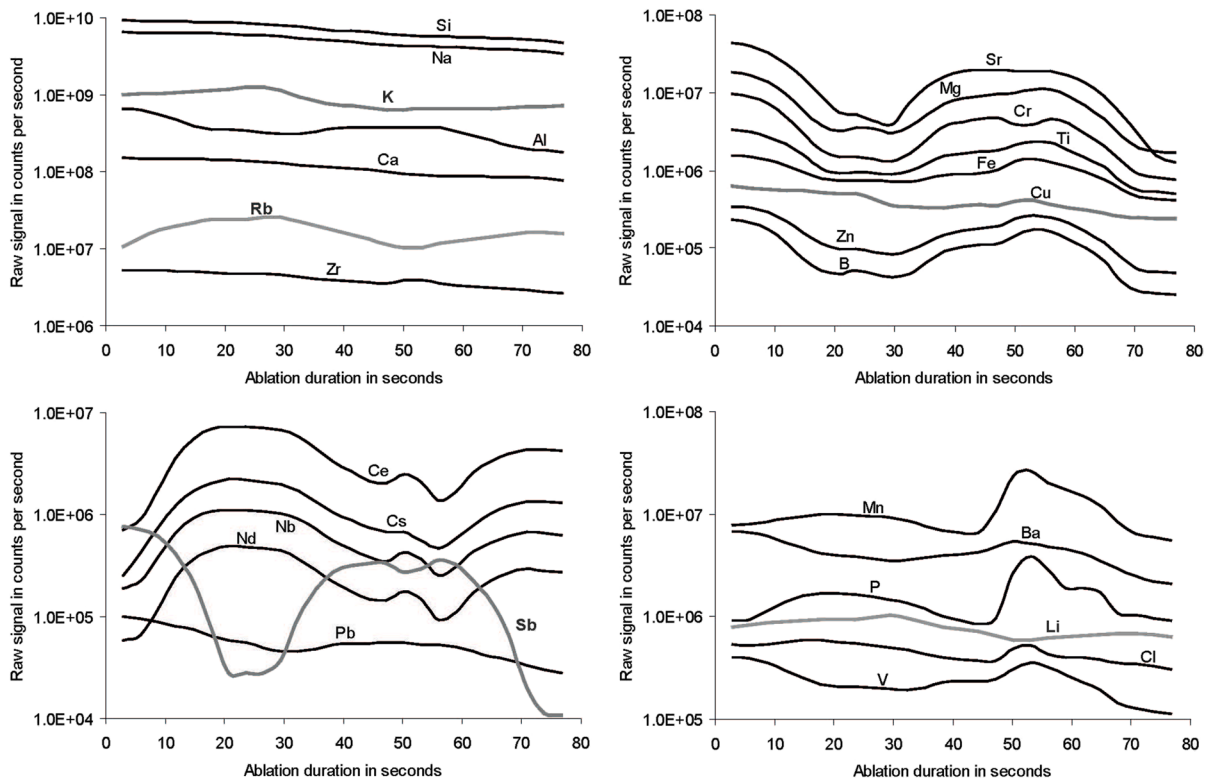 Raw signal in counts per second
1.0E+10
1.0E+09
1.0E+08
1.0E+07
1.0E+06
Si
Na
K
Al
Ca
Rb
Zr
0 10 20 30 40 50 60 70 80
Ablation duration in seconds
Raw signal in counts per second
1.0E+08
1.0E+07
1.0E+06
1.0E+05
1.0E+04
Sr
Mg
Cr
Ti
Fe
Cu
Zn
B
0 10 20 30 40 50 60 70 80
Ablation duration in seconds
Raw signal in counts per second
1.0E+07
1.0E+06
1.0E+05
1.0E+04
Ce
Cs
Nb
Nd
Sb
Pb
0 10 20 30 40 50 60 70 80
Ablation duration in seconds
Raw signal in counts per second
1.0E+08
1.0E+07
1.0E+06
1.0E+05
Mn
Ba
P
Li
Cl
V
0 10 20 30 40 50 60 70 80
Ablation duration in seconds